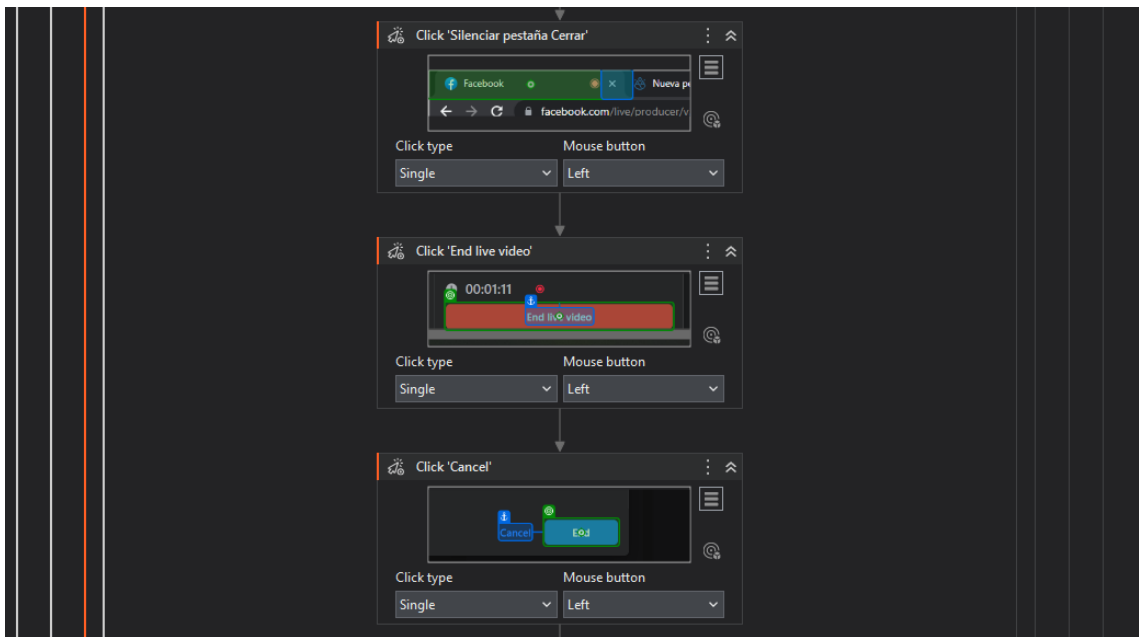 Click 'Silenciar pestaña Cerrar'
Facebook
Nueva pe
facebook.com/live/producer/v
Click type
Mouse button
Single
Left
Click 'End live video'
00:01:11
End live video
Click type
Mouse button
Single
Left
Click 'Cancel'
Cancel
End
Click type
Mouse button
Single
Left